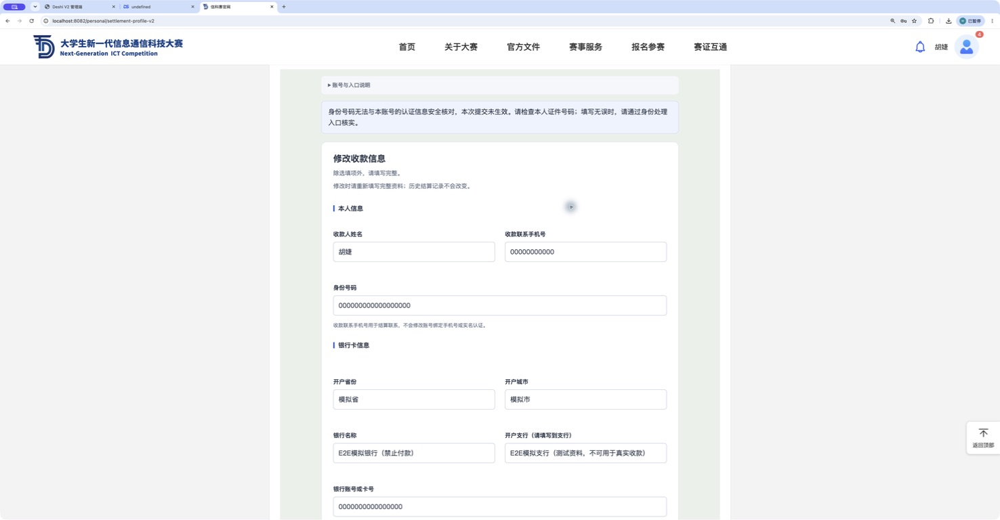 Deshi V2 管理端
undefined
信科赛官网
localhost:8082/personal/settlement-profile-v2
已暂停
大学生新一代信息通信科技大赛
Next-Generation ICT Competition
首页
关于大赛
官方文件
赛事服务
报名参赛
赛证互通
胡婕
4
账号与入口说明
身份号码无法与本账号的认证信息安全核对，本次提交未生效。请检查本人证件号码；填写无误时，请通过身份处理
入口核实。
修改收款信息
除选填项外，请填写完整。
修改时请重新填写完整资料；历史结算记录不会改变。
本人信息
收款人姓名
收款联系手机号
胡婕
00000000000
身份号码
000000000000000000
收款联系手机号用于结算联系，不会修改账号绑定手机号或实名认证。
银行卡信息
开户省份
开户城市
模拟省
模拟市
银行名称
开户支行（请填写到支行）
E2E模拟银行（禁止付款）
E2E模拟支行（测试资料，不可用于真实收款）
银行账号或卡号
0000000000000000
返回顶部